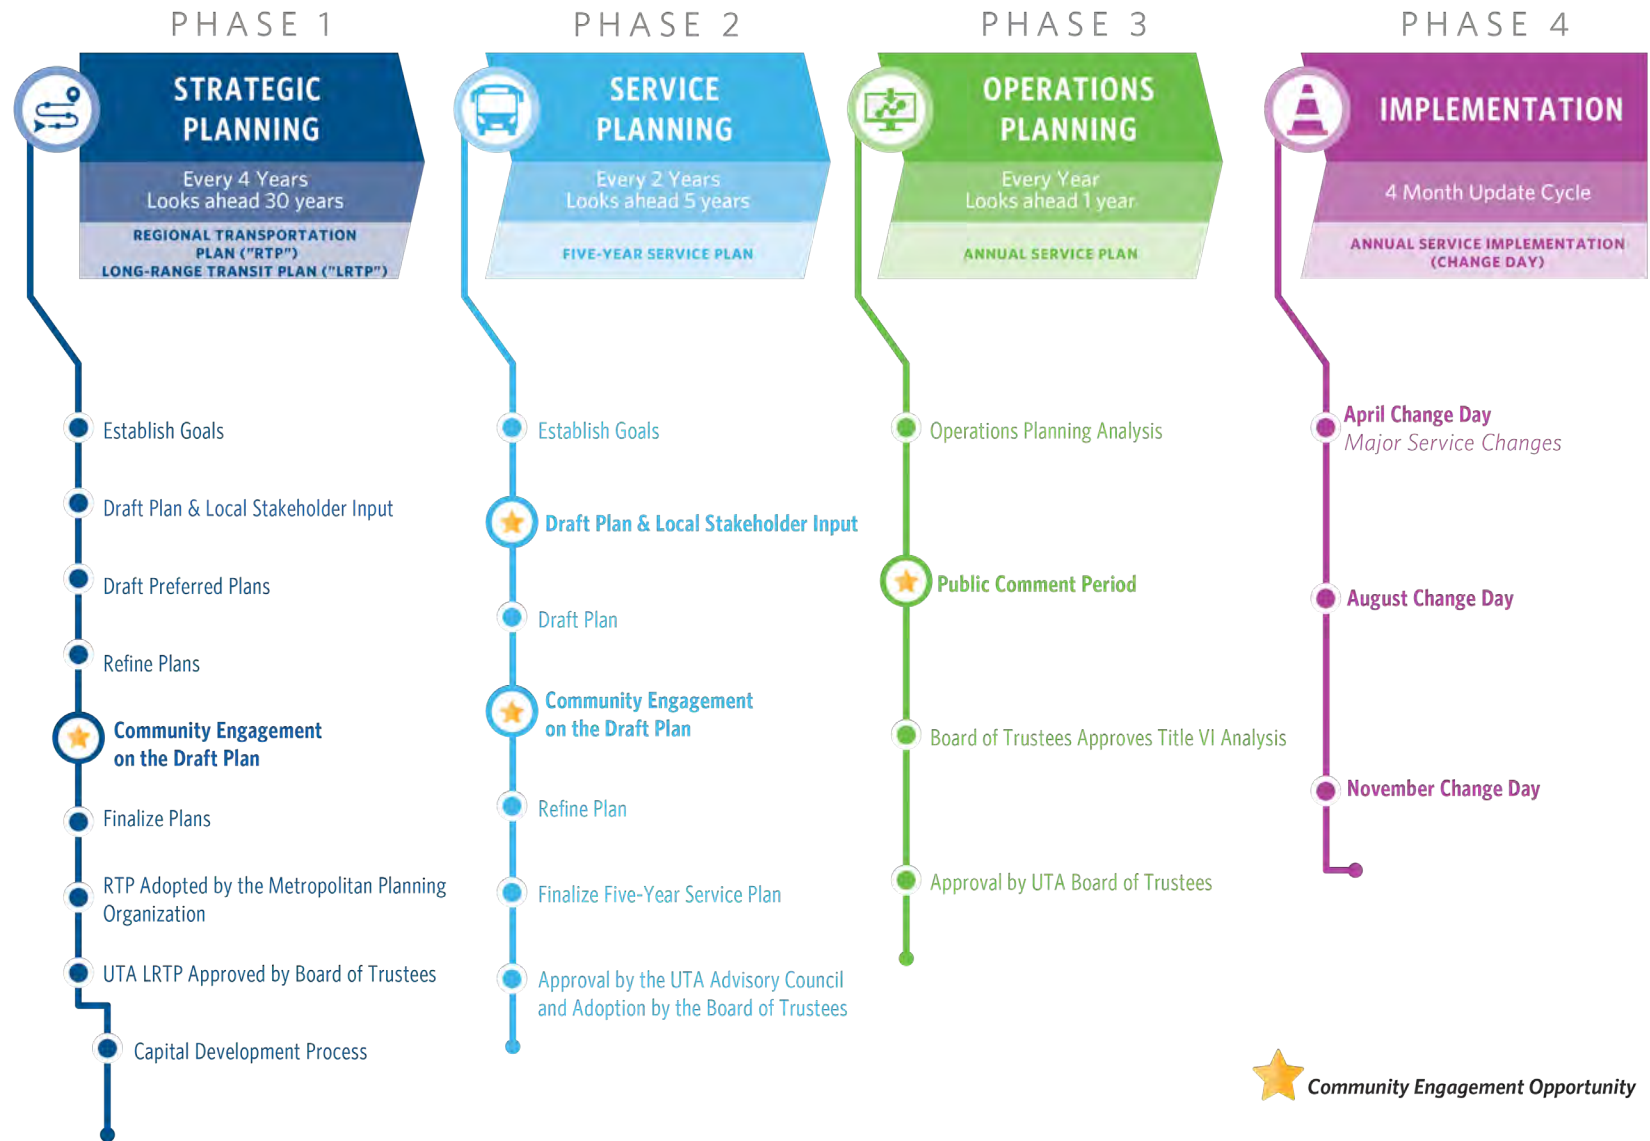 PHASE 1
STRATEGIC
PLANNING
Every 4 Years
Looks ahead 30 years
REGIONAL TRANSPORTATION
PLAN ("RTP")
LONG-RANGE TRANSIT PLAN ("LRTP")
Establish Goals
Draft Plan & Local Stakeholder Input
Draft Preferred Plans
Refine Plans
Community Engagement
on the Draft Plan
Finalize Plans
RTP Adopted by the Metropolitan Planning
Organization
UTA LRTP Approved by Board of Trustees
Capital Development Process
PHASE 2
SERVICE
PLANNING
Every 2 Years
Looks ahead 5 years
FIVE-YEAR SERVICE PLAN
Establish Goals
Draft Plan & Local Stakeholder Input
Draft Plan
Community Engagement
on the Draft Plan
Refine Plan
Finalize Five-Year Service Plan
Approval by the UTA Advisory Council
and Adoption by the Board of Trustees
PHASE 3
OPERATIONS
PLANNING
Every Year
Looks ahead 1 year
ANNUAL SERVICE PLAN
Operations Planning Analysis
Public Comment Period
Board of Trustees Approves Title VI Analysis
Approval by UTA Board of Trustees
PHASE 4
IMPLEMENTATION
4 Month Update Cycle
ANNUAL SERVICE IMPLEMENTATION
(CHANGE DAY)
April Change Day
Major Service Changes
August Change Day
November Change Day
Community Engagement Opportunity